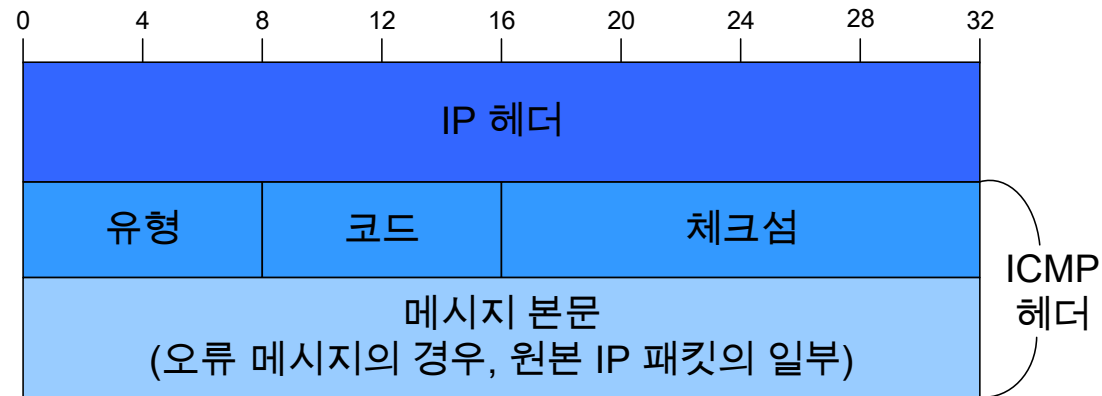 0 4 8 12 16 20 24 28 32
IP 헤더
유형 코드 체크섬
메시지 본문
(오류 메시지의 경우, 원본 IP 패킷의 일부)
ICMP
헤더